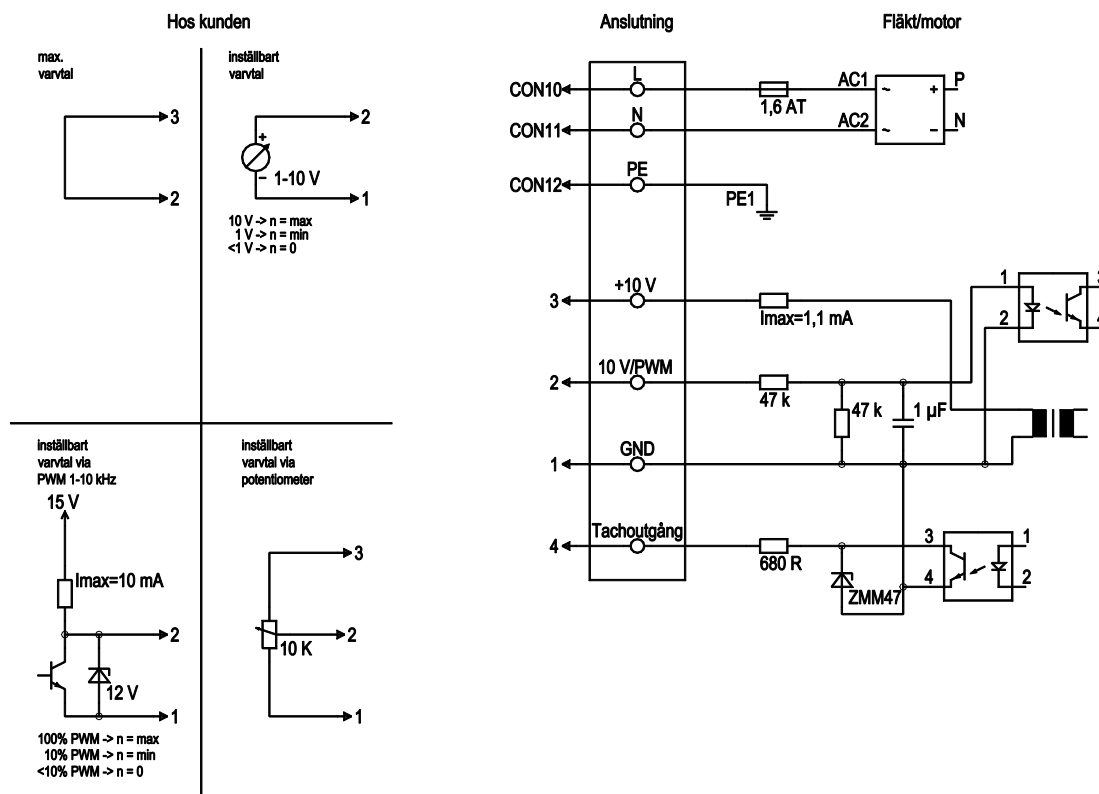 Hos kunden
Anslutning
Fläkt/motor
max.
varvtal
3
2
inställbart
varvtal
2
+
–
1-10 V
1
10 V -> n = max
1 V -> n = min
<1 V -> n = 0
inställbart
varvtal via
PWM 1-10 kHz
15 V
Imax=10 mA
2
12 V
1
100% PWM -> n = max
10% PWM -> n = min
<10% PWM -> n = 0
inställbart
varvtal via
potentiometer
3
2
10 K
1
CON10
L
1,6 AT
AC1
~
+
P
CON11
N
AC2
~
–
N
CON12
PE
PE1
3
+10 V
Imax=1,1 mA
1
2
3
4
2
10 V/PWM
47 k
47 k
1 µF
1
GND
4
Tachoutgång
680 R
ZMM47
3
4
1
2